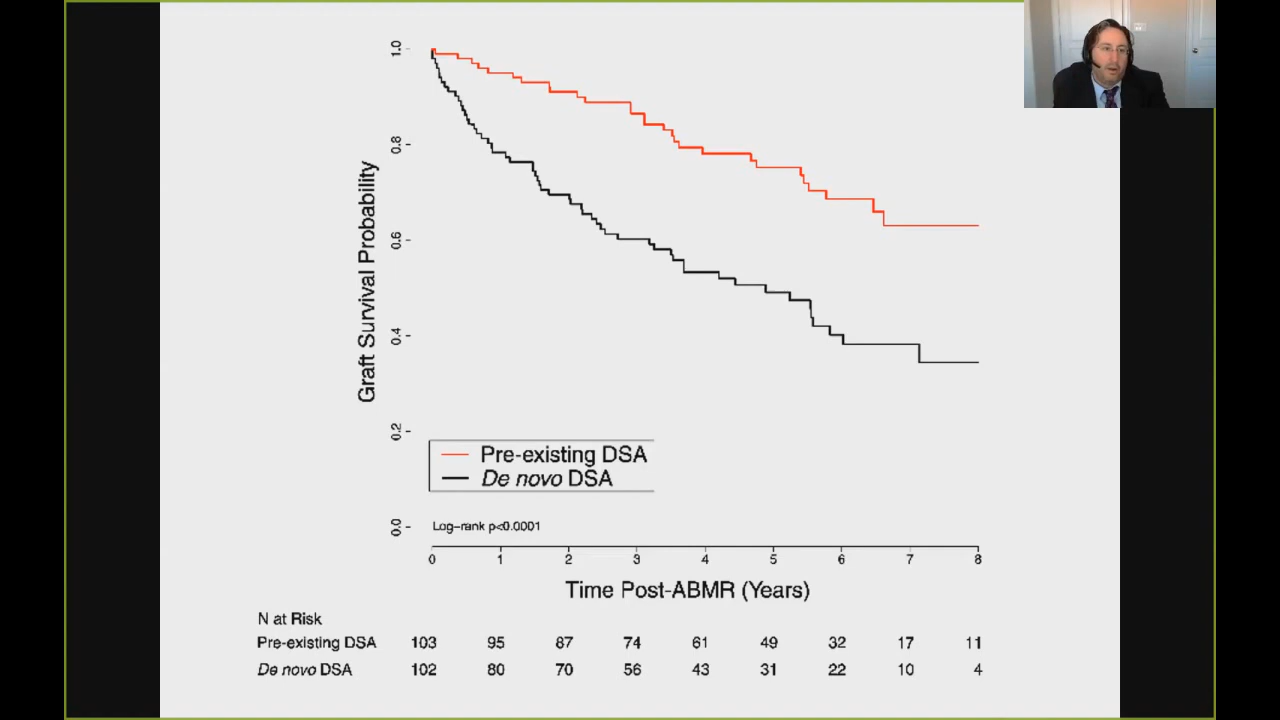 1.0
0.8
0.6
0.4
0.2
0.0
Graft Survival Probability
Pre-existing DSA
De novo DSA
Log-rank p<0.0001
0 1 2 3 4 5 6 7 8
Time Post-ABMR (Years)
N at Risk
Pre-existing DSA 103 95 87 74 61 49 32 17 11
De novo DSA 102 80 70 56 43 31 22 10 4